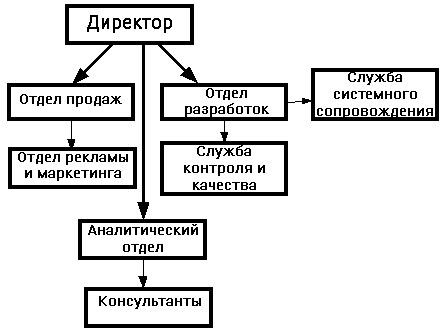 Директор
Отдел продаж
Отдел
разработок
Служба
системного
сопровождения
Отдел рекламы
и маркетинга
Служба
контроля и
качества
Аналитический
отдел
Консультанты